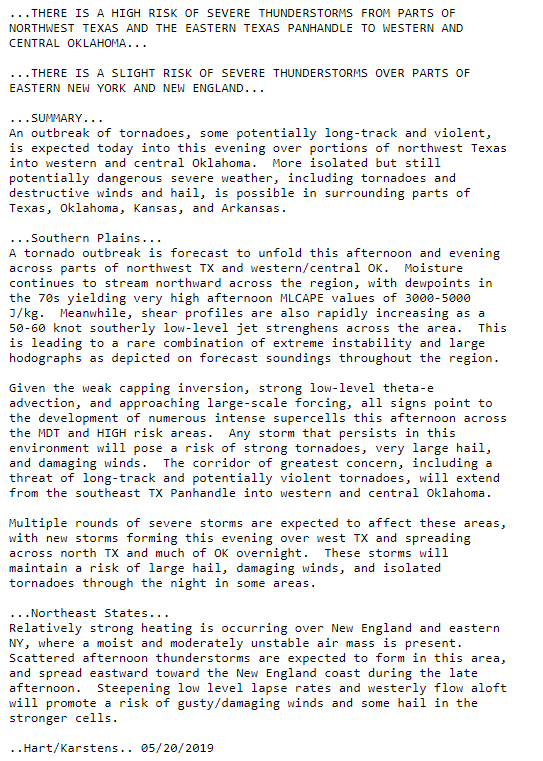 ...THERE IS A HIGH RISK OF SEVERE THUNDERSTORMS FROM PARTS OF
NORTHWEST TEXAS AND THE EASTERN TEXAS PANHANDLE TO WESTERN AND
CENTRAL OKLAHOMA...
...THERE IS A SLIGHT RISK OF SEVERE THUNDERSTORMS OVER PARTS OF
EASTERN NEW YORK AND NEW ENGLAND...
...SUMMARY...
An outbreak of tornadoes, some potentially long-track and violent,
is expected today into this evening over portions of northwest Texas
into western and central Oklahoma.  More isolated but still
potentially dangerous severe weather, including tornadoes and
destructive winds and hail, is possible in surrounding parts of
Texas, Oklahoma, Kansas, and Arkansas.
...Southern Plains...
A tornado outbreak is forecast to unfold this afternoon and evening
across parts of northwest TX and western/central OK.  Moisture
continues to stream northward across the region, with dewpoints in
the 70s yielding very high afternoon MLCAPE values of 3000-5000
J/kg.  Meanwhile, shear profiles are also rapidly increasing as a
50-60 knot southerly low-level jet strenghens across the area.  This
is leading to a rare combination of extreme instability and large
hodographs as depicted on forecast soundings throughout the region.
Given the weak capping inversion, strong low-level theta-e
advection, and approaching large-scale forcing, all signs point to
the development of numerous intense supercells this afternoon across
the MDT and HIGH risk areas.  Any storm that persists in this
environment will pose a risk of strong tornadoes, very large hail,
and damaging winds.  The corridor of greatest concern, including a
threat of long-track and potentially violent tornadoes, will extend
from the southeast TX Panhandle into western and central Oklahoma.
Multiple rounds of severe storms are expected to affect these areas,
with new storms forming this evening over west TX and spreading
across north TX and much of OK overnight.  These storms will
maintain a risk of large hail, damaging winds, and isolated
tornadoes through the night in some areas.
...Northeast States...
Relatively strong heating is occurring over New England and eastern
NY, where a moist and moderately unstable air mass is present.
Scattered afternoon thunderstorms are expected to form in this area,
and spread eastward toward the New England coast during the late
afternoon.  Steepening low level lapse rates and westerly flow aloft
will promote a risk of gusty/damaging winds and some hail in the
stronger cells.
..Hart/Karstens.. 05/20/2019